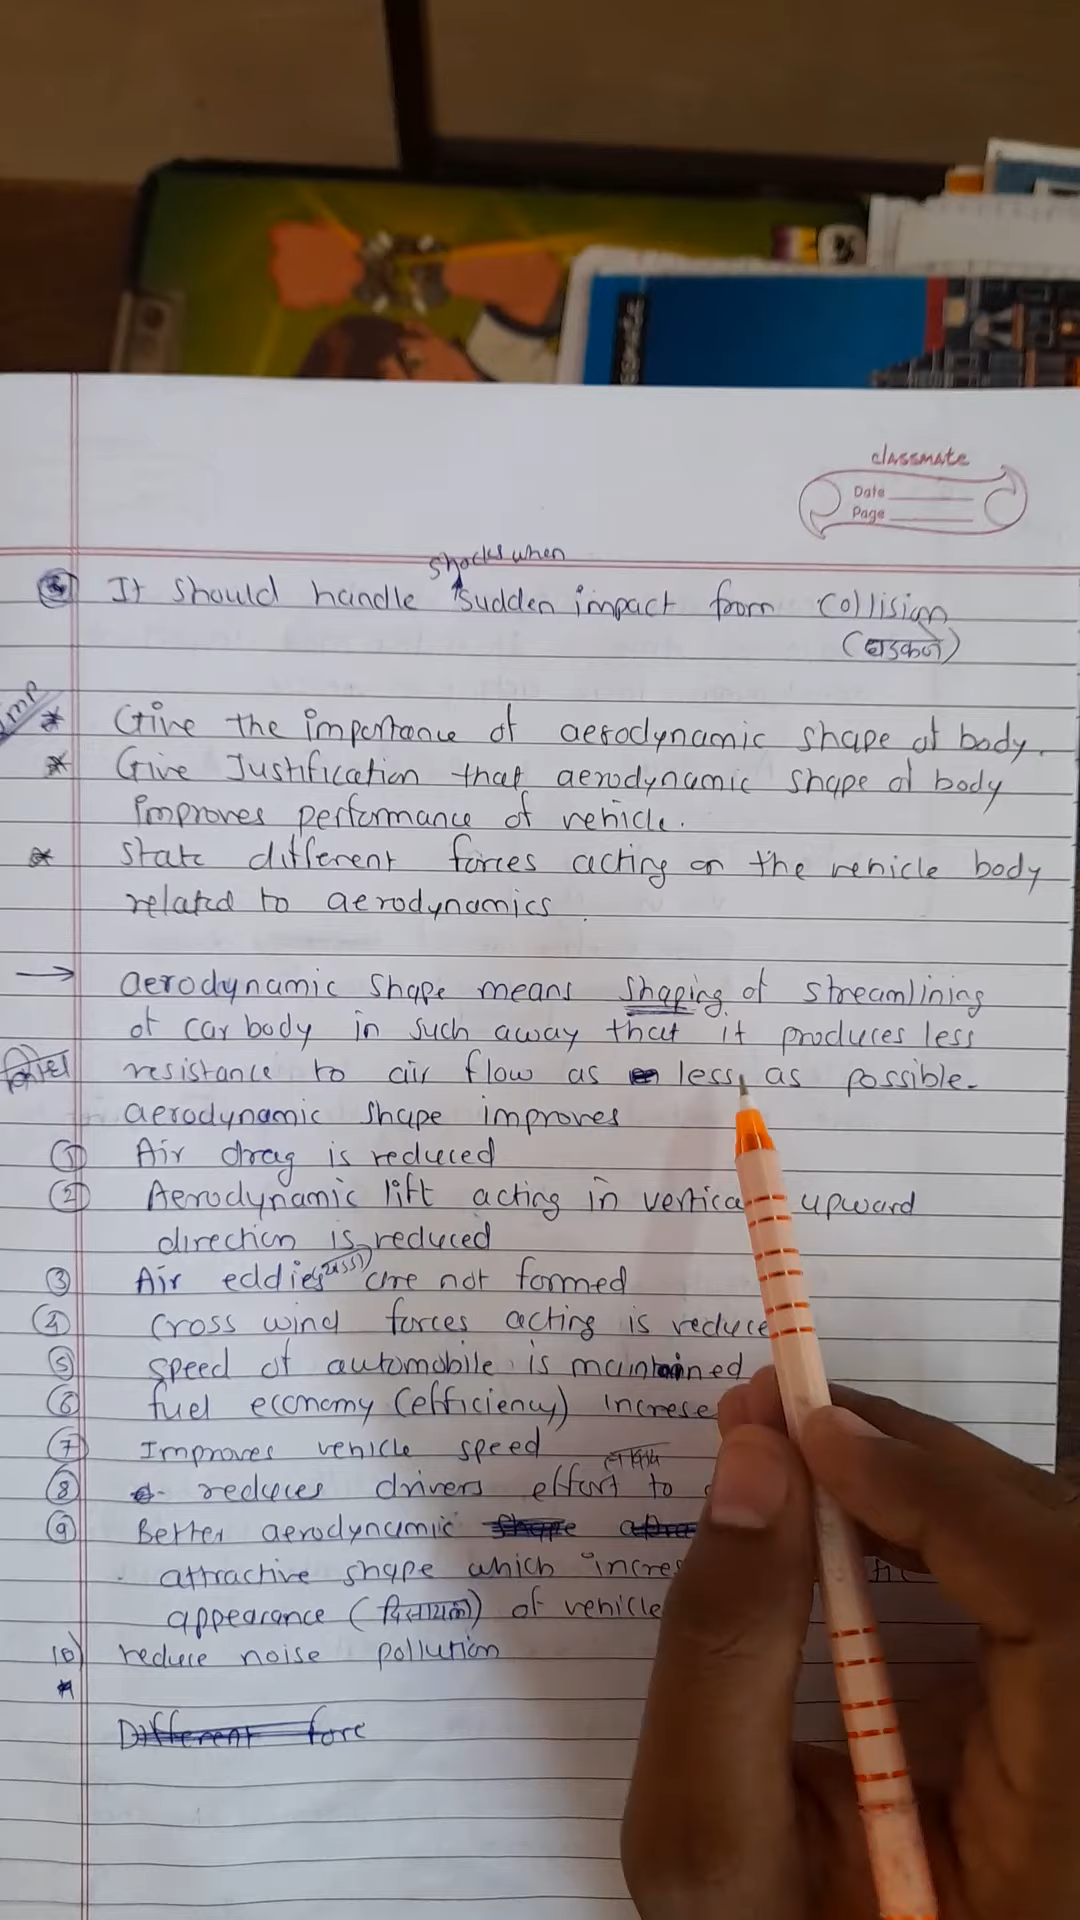 classmate
Date
Page
shocks when
③ It should handle sudden impact from collision
(धडकने)
Imp
* Give the importance of aerodynamic shape of body.
* Give Justification that aerodynamic shape of body
improves performance of vehicle.
* State different forces acting on the vehicle body
related to aerodynamics
→ aerodynamic shape means shaping of streamlining
of car body in such away that it produces less
resistance to air flow as less as possible.
aerodynamic shape improves
① Air drag is reduced
② Aerodynamic lift acting in vertical upward
direction is reduced
③ Air eddies are not formed
④ cross wind forces acting is reduce
⑤ speed of automobile is maintained
⑥ fuel economy (efficiency) increse
⑦ Improves vehicle speed
⑧ reduces drivers effort to
⑨ Better aerodynamic
attractive shape which incres
appearance of vehicle
10) reduce noise pollution
*
Different forc